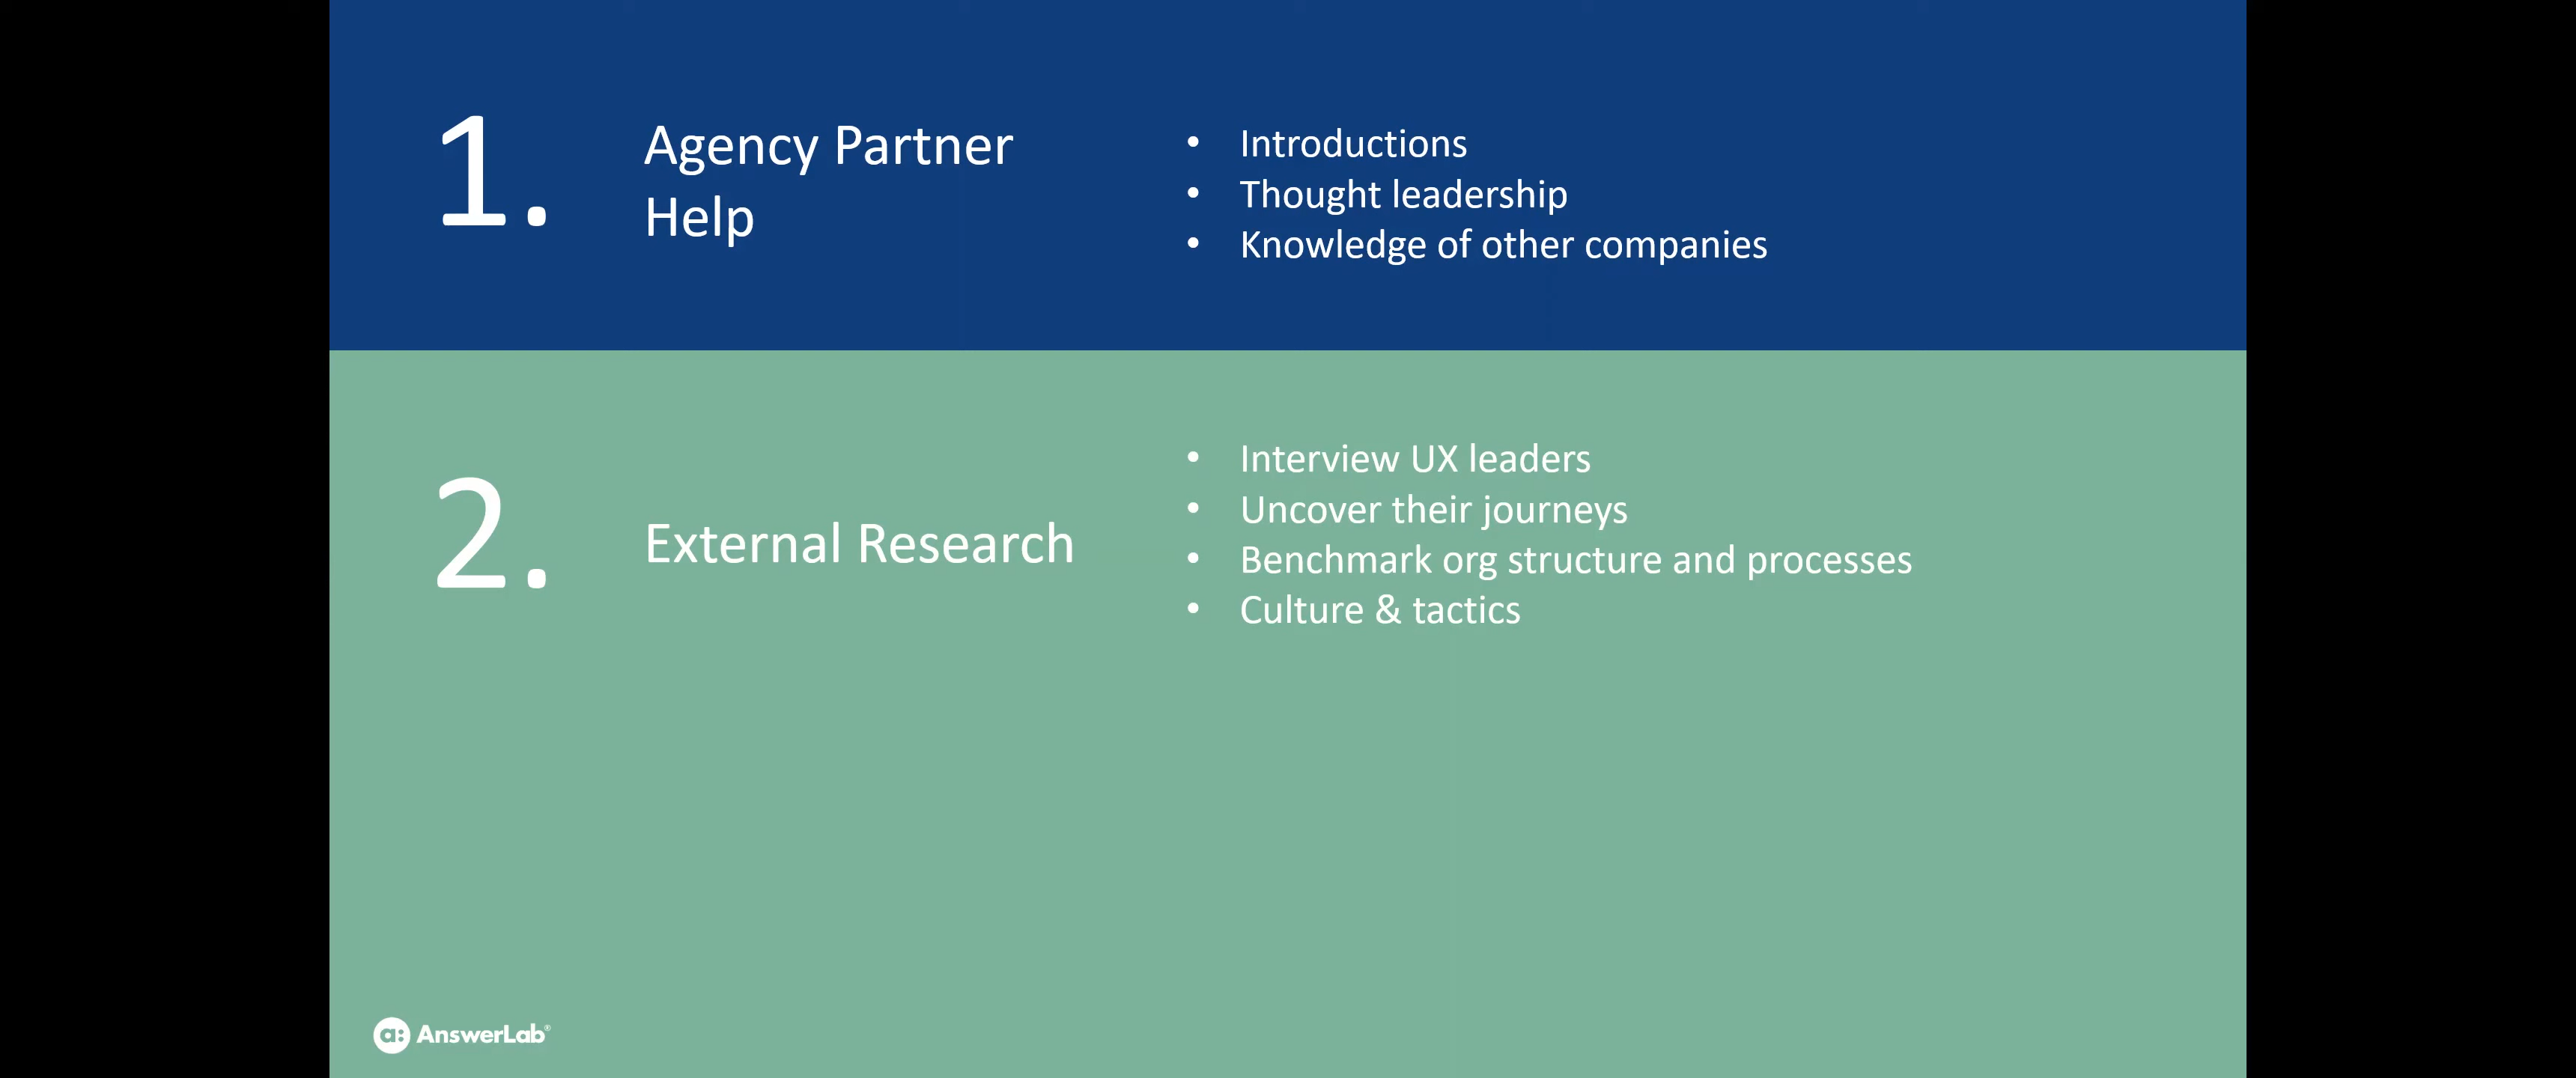 1.
Agency Partner
Help
• Introductions
• Thought leadership
• Knowledge of other companies
2.
External Research
• Interview UX leaders
• Uncover their journeys
• Benchmark org structure and processes
• Culture & tactics
a: AnswerLab®